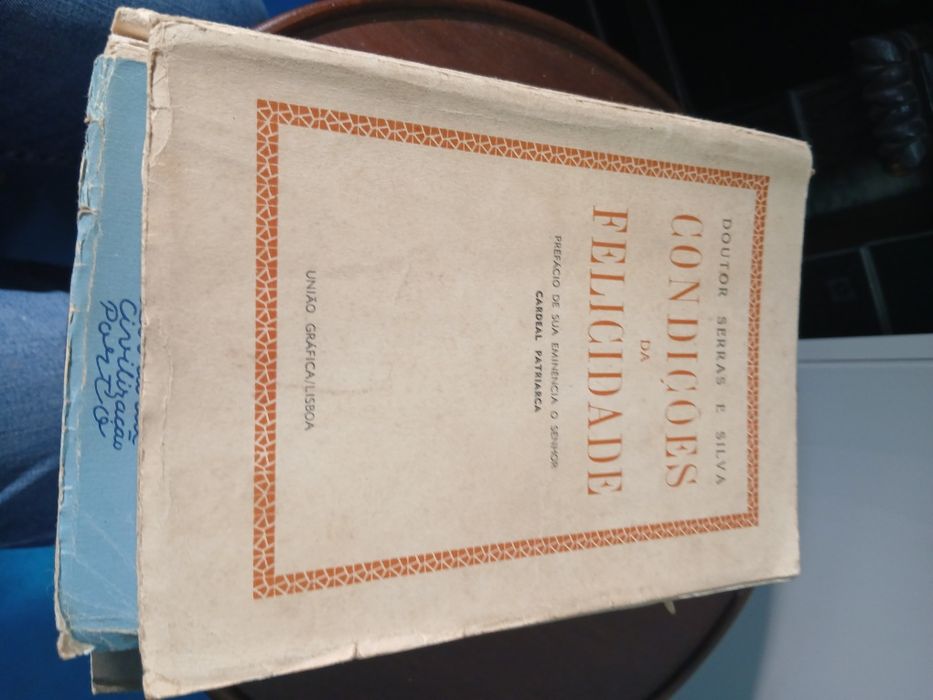 DOUTOR SERRAS E SILVA
CONDIÇÕES
DA
FELICIDADE
PREFÁCIO DE SUA EMINÊNCIA O SENHOR
CARDEAL PATRIARCA
UNIÃO GRÁFICA/LISBOA
Civilização
Porto